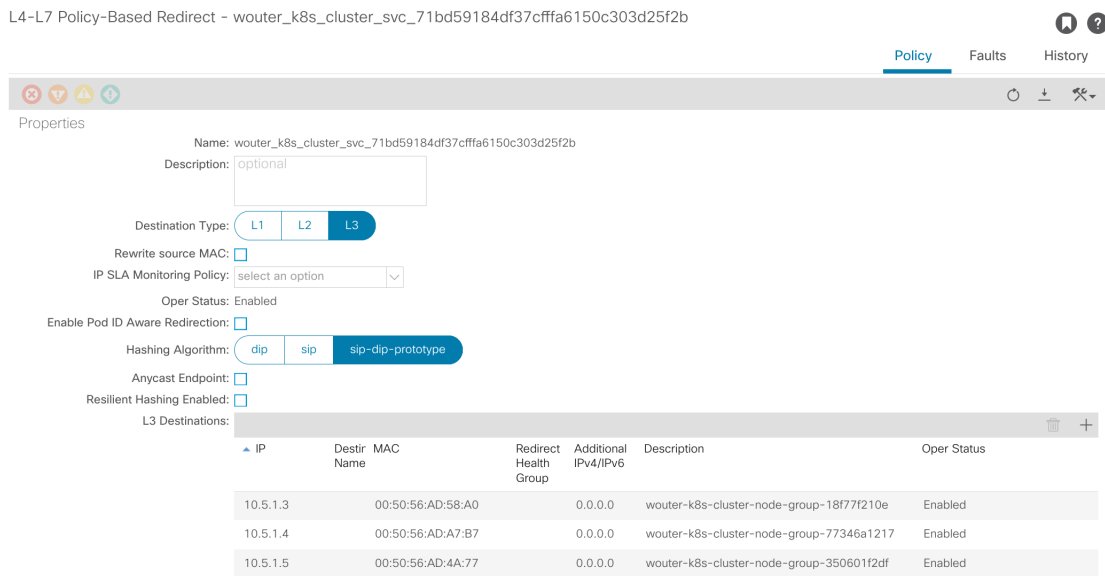 L4-L7 Policy-Based Redirect - wouter_k8s_cluster_svc_71bd59184df37cfffa6150c303d25f2b
?
Policy Faults History
Properties
Name: wouter_k8s_cluster_svc_71bd59184df37cfffa6150c303d25f2b
Description: optional
Destination Type: L1 L2 L3
Rewrite source MAC:
IP SLA Monitoring Policy: select an option
Oper Status: Enabled
Enable Pod ID Aware Redirection:
Hashing Algorithm: dip sip sip-dip-prototype
Anycast Endpoint:
Resilient Hashing Enabled:
L3 Destinations:
IP Destir MAC Redirect Additional Description Oper Status
Name Health IPv4/IPv6
Group
10.5.1.3 00:50:56:AD:58:A0 0.0.0.0 wouter-k8s-cluster-node-group-18f77f210e Enabled
10.5.1.4 00:50:56:AD:A7:B7 0.0.0.0 wouter-k8s-cluster-node-group-77346a1217 Enabled
10.5.1.5 00:50:56:AD:4A:77 0.0.0.0 wouter-k8s-cluster-node-group-350601f2df Enabled